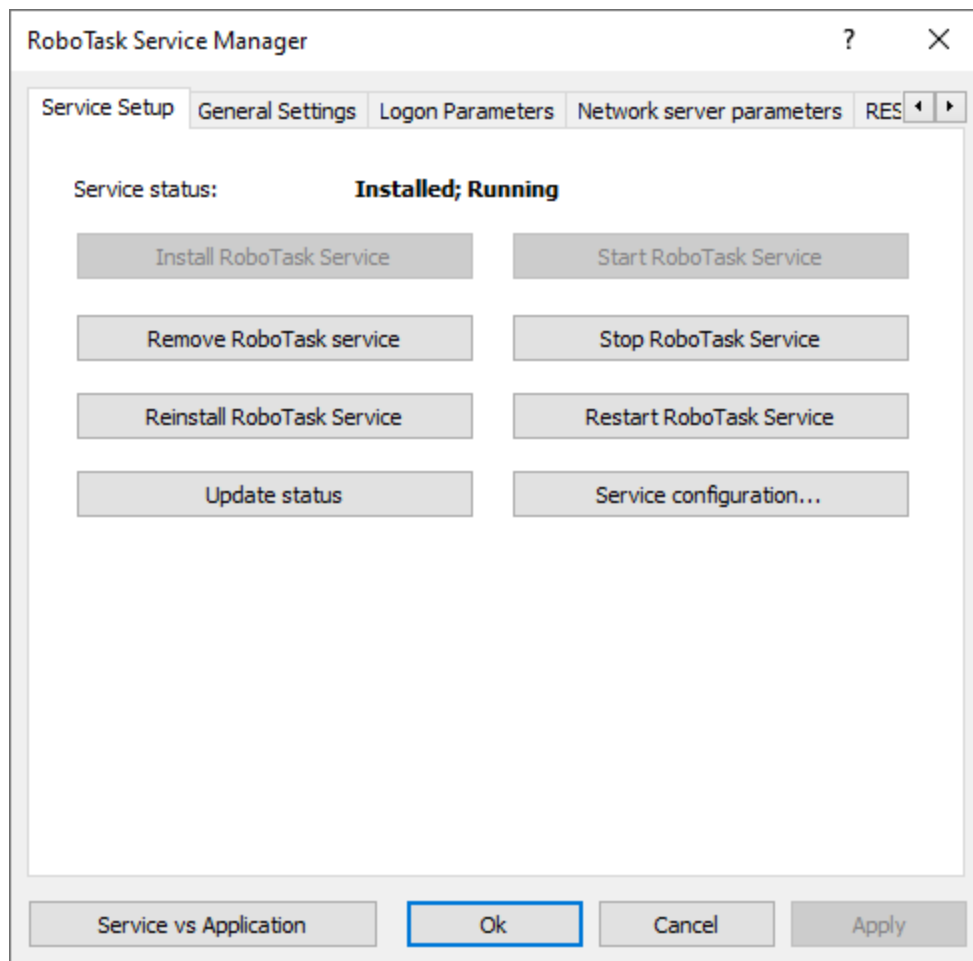 RoboTask Service Manager ?
Service Setup General Settings Logon Parameters Network server parameters RES
Service status: Installed; Running
Install RoboTask Service Start RoboTask Service
Remove RoboTask service Stop RoboTask Service
Reinstall RoboTask Service Restart RoboTask Service
Update status Service configuration...
Service vs Application Ok Cancel Apply